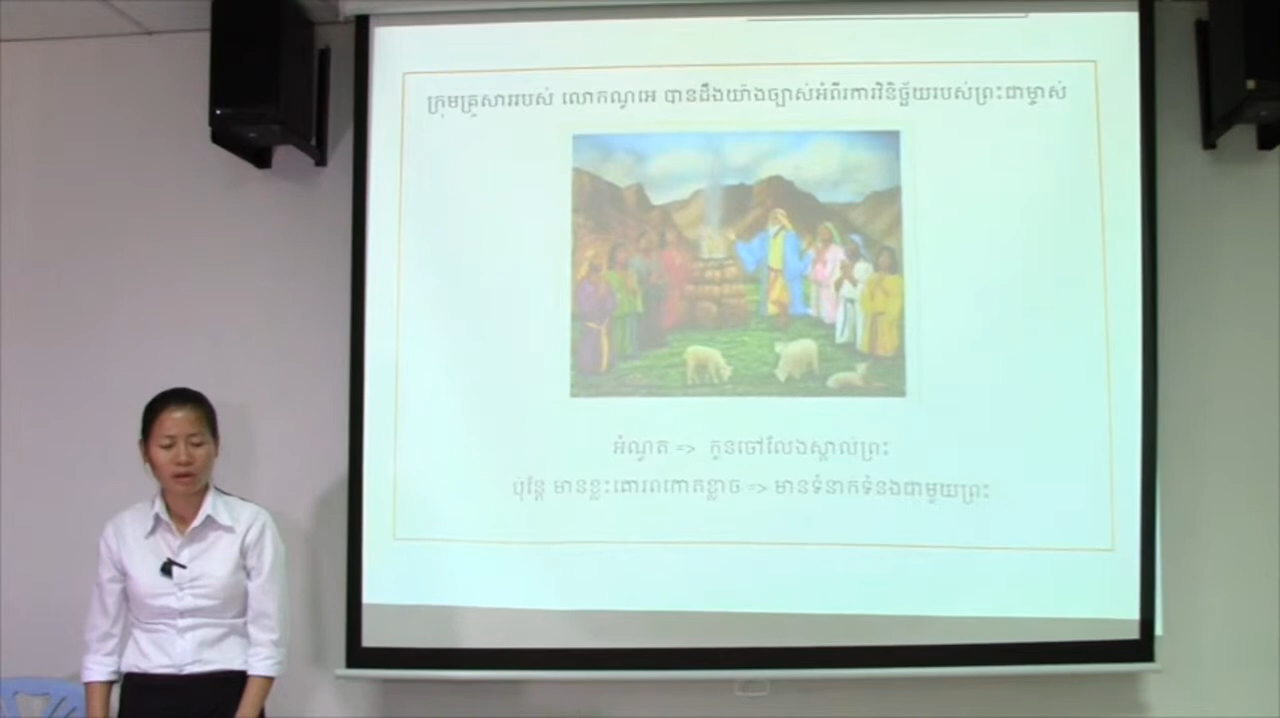 ក្រុមគ្រួសាររបស់ លោកណូអេ បានដឹងយ៉ាងច្បាស់អំពីរការវិនិច្ឆ័យរបស់ព្រះជាម្ចាស់
អំណូត => កូនចៅលែងស្គាល់ព្រះ
ប៉ុន្តែ មានខ្លះគោរពកោតខ្លាច => មានទំនាក់ទំនងជាមួយព្រះ